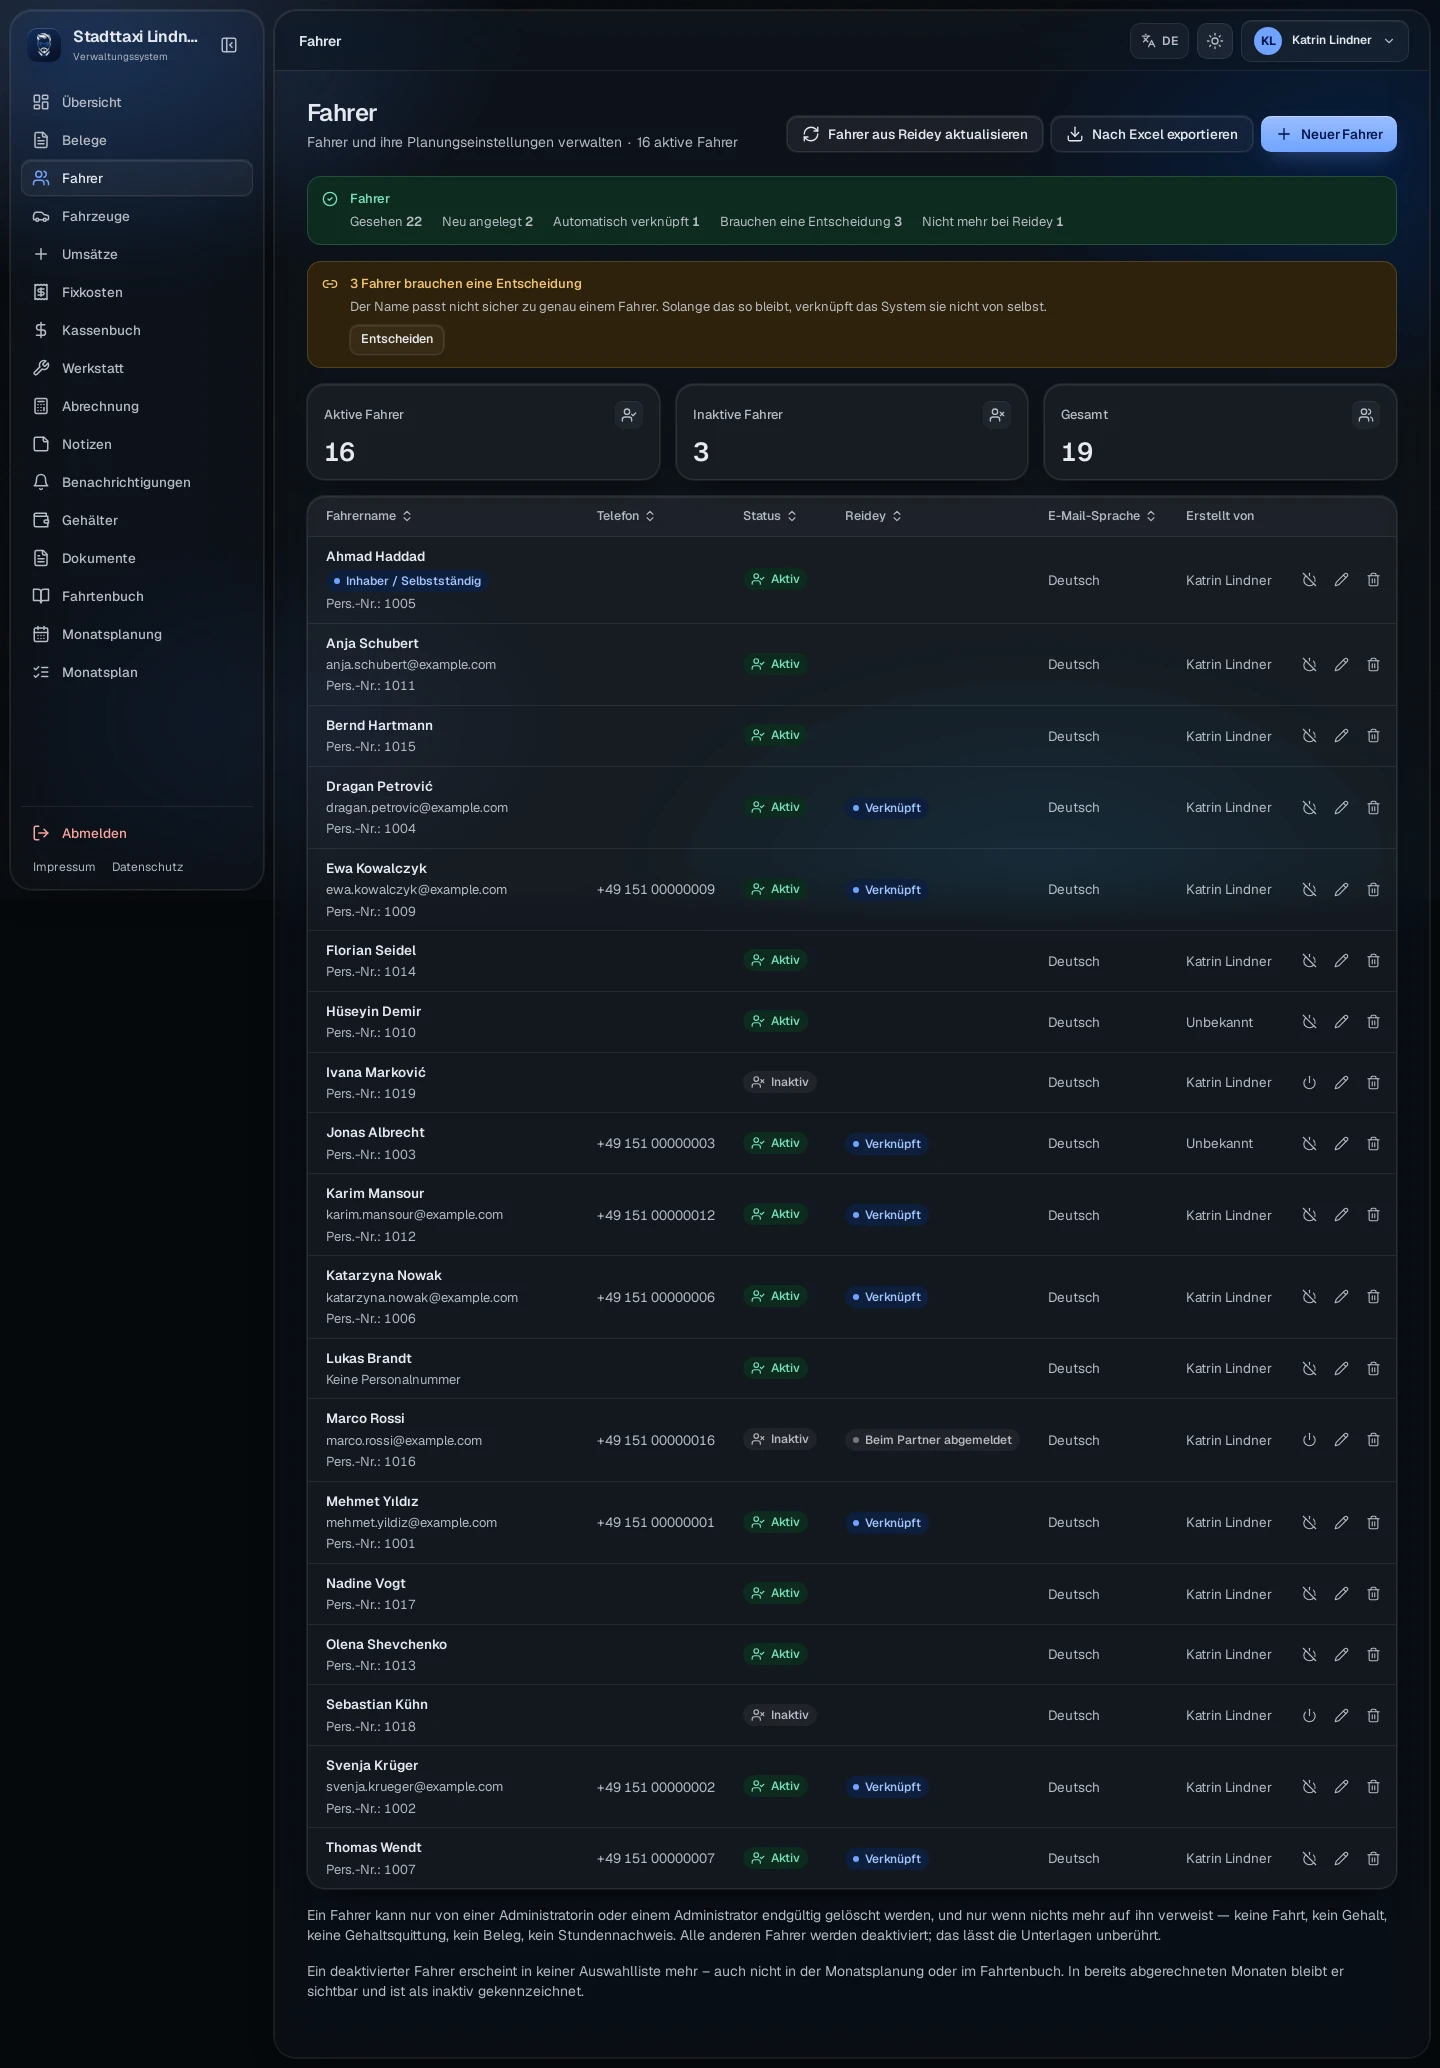 Stadttaxi Lindn...
Verwaltungssystem
Übersicht
Belege
Fahrer
Fahrzeuge
Umsätze
Fixkosten
Kassenbuch
Werkstatt
Abrechnung
Notizen
Benachrichtigungen
Gehälter
Dokumente
Fahrtenbuch
Monatsplanung
Monatsplan
Abmelden
Impressum Datenschutz
Fahrer
DE
KL Katrin Lindner
Fahrer
Fahrer und ihre Planungseinstellungen verwalten · 16 aktive Fahrer
Fahrer aus Reidey aktualisieren
Nach Excel exportieren
Neuer Fahrer
Fahrer
Gesehen 22 Neu angelegt 2 Automatisch verknüpft 1 Brauchen eine Entscheidung 3 Nicht mehr bei Reidey 1
3 Fahrer brauchen eine Entscheidung
Der Name passt nicht sicher zu genau einem Fahrer. Solange das so bleibt, verknüpft das System sie nicht von selbst.
Entscheiden
Aktive Fahrer
16
Inaktive Fahrer
3
Gesamt
19
Fahrername Telefon Status Reidey E-Mail-Sprache Erstellt von
Ahmad Haddad
Inhaber / Selbstständig Aktiv Deutsch Katrin Lindner
Pers.-Nr.: 1005
Anja Schubert
anja.schubert@example.com Aktiv Deutsch Katrin Lindner
Pers.-Nr.: 1011
Bernd Hartmann
Aktiv Deutsch Katrin Lindner
Pers.-Nr.: 1015
Dragan Petrović
dragan.petrovic@example.com Aktiv Verknüpft Deutsch Katrin Lindner
Pers.-Nr.: 1004
Ewa Kowalczyk
ewa.kowalczyk@example.com +49 151 00000009 Aktiv Verknüpft Deutsch Katrin Lindner
Pers.-Nr.: 1009
Florian Seidel
Aktiv Deutsch Katrin Lindner
Pers.-Nr.: 1014
Hüseyin Demir
Aktiv Deutsch Unbekannt
Pers.-Nr.: 1010
Ivana Marković
Inaktiv Deutsch Katrin Lindner
Pers.-Nr.: 1019
Jonas Albrecht
+49 151 00000003 Aktiv Verknüpft Deutsch Unbekannt
Pers.-Nr.: 1003
Karim Mansour
karim.mansour@example.com +49 151 00000012 Aktiv Verknüpft Deutsch Katrin Lindner
Pers.-Nr.: 1012
Katarzyna Nowak
katarzyna.nowak@example.com +49 151 00000006 Aktiv Verknüpft Deutsch Katrin Lindner
Pers.-Nr.: 1006
Lukas Brandt
Aktiv Deutsch Katrin Lindner
Keine Personalnummer
Marco Rossi
marco.rossi@example.com +49 151 00000016 Inaktiv Beim Partner abgemeldet Deutsch Katrin Lindner
Pers.-Nr.: 1016
Mehmet Yıldız
mehmet.yildiz@example.com +49 151 00000001 Aktiv Verknüpft Deutsch Katrin Lindner
Pers.-Nr.: 1001
Nadine Vogt
Aktiv Deutsch Katrin Lindner
Pers.-Nr.: 1017
Olena Shevchenko
Aktiv Deutsch Katrin Lindner
Pers.-Nr.: 1013
Sebastian Kühn
Inaktiv Deutsch Katrin Lindner
Pers.-Nr.: 1018
Svenja Krüger
svenja.krueger@example.com +49 151 00000002 Aktiv Verknüpft Deutsch Katrin Lindner
Pers.-Nr.: 1002
Thomas Wendt
+49 151 00000007 Aktiv Verknüpft Deutsch Katrin Lindner
Pers.-Nr.: 1007
Ein Fahrer kann nur von einer Administratorin oder einem Administrator endgültig gelöscht werden, und nur wenn nichts mehr auf ihn verweist — keine Fahrt, kein Gehalt,
keine Gehaltsquittung, kein Beleg, kein Stundennachweis. Alle anderen Fahrer werden deaktiviert; das lässt die Unterlagen unberührt.
Ein deaktivierter Fahrer erscheint in keiner Auswahlliste mehr – auch nicht in der Monatsplanung oder im Fahrtenbuch. In bereits abgerechneten Monaten bleibt er
sichtbar und ist als inaktiv gekennzeichnet.